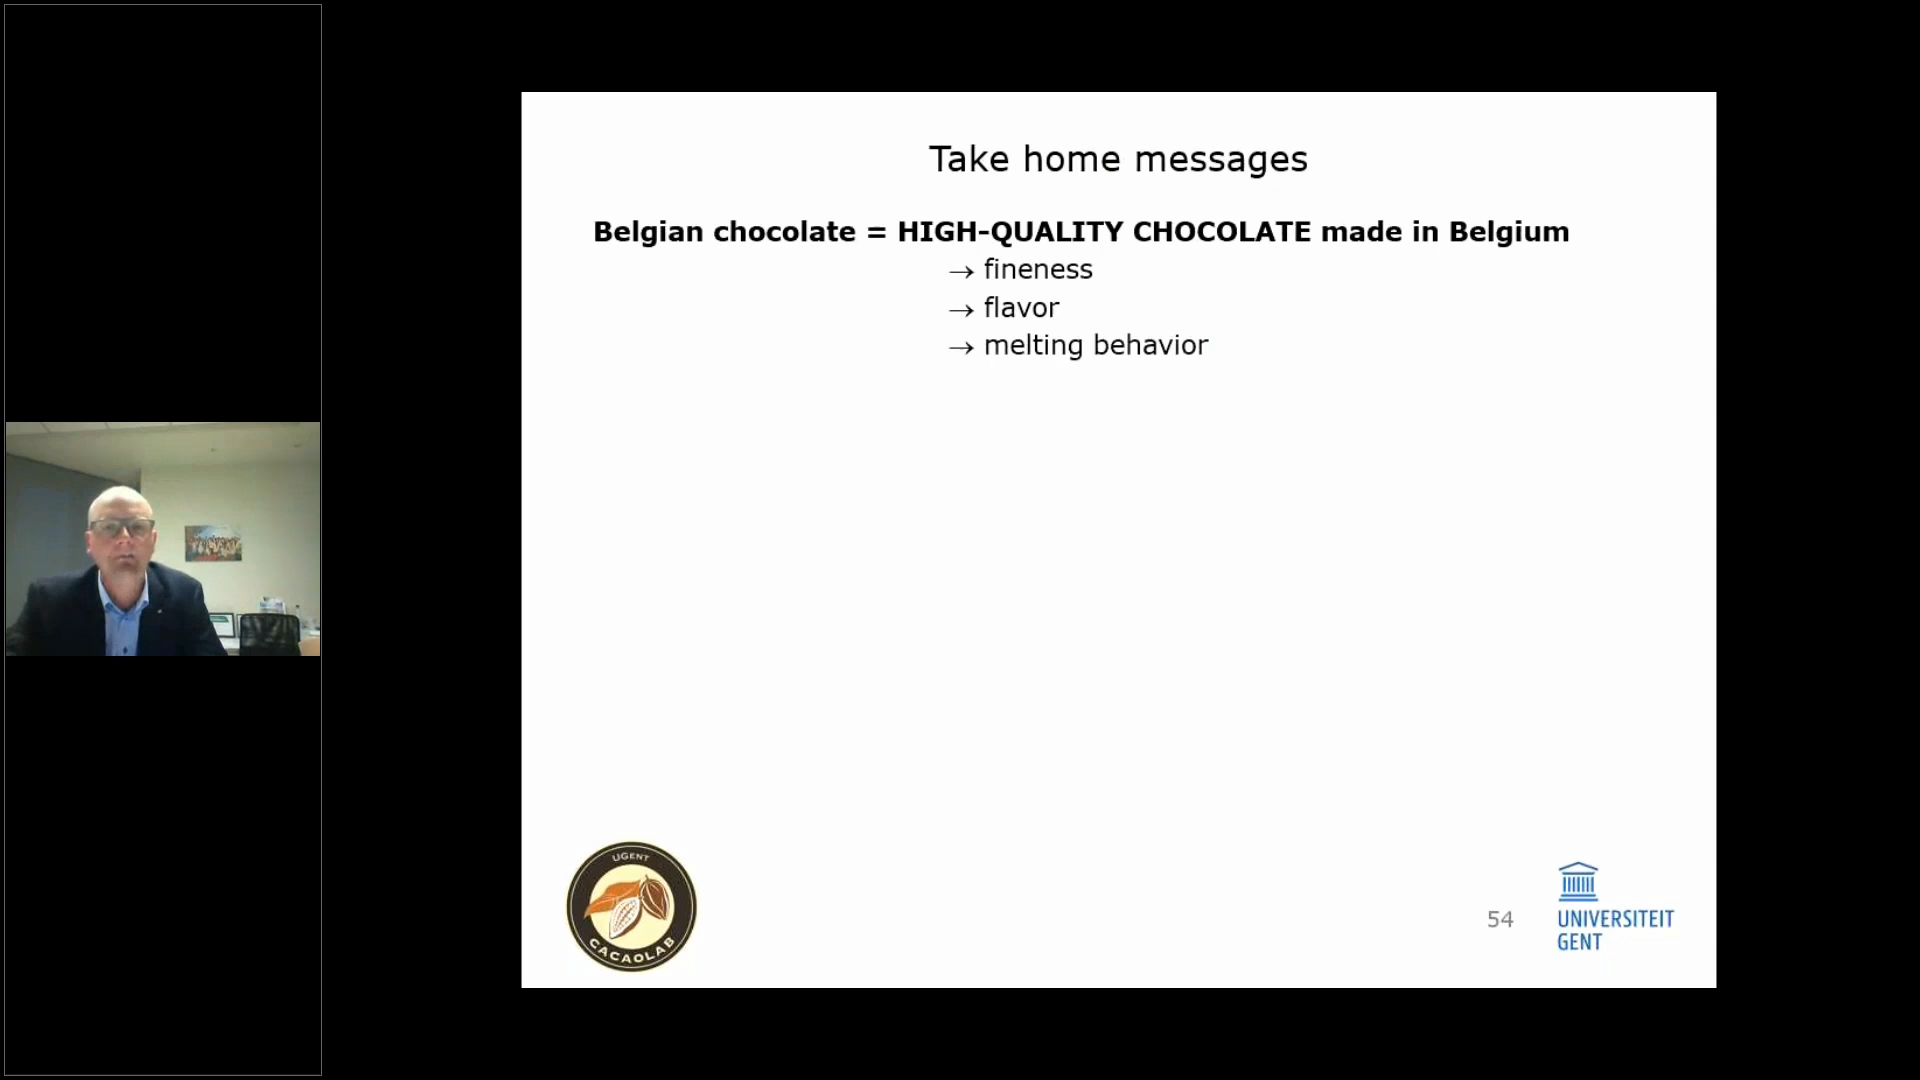 Take home messages
Belgian chocolate = HIGH-QUALITY CHOCOLATE made in Belgium
→ fineness
→ flavor
→ melting behavior
UGENT
CACAOLAB
54
UNIVERSITEIT
GENT